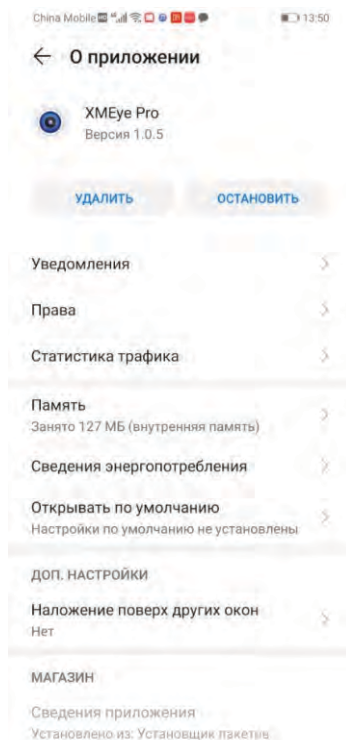 China Mobile 13:50
О приложении
XMEye Pro
Версия 1.0.5
УДАЛИТЬ ОСТАНОВИТЬ
Уведомления
Права
Статистика трафика
Память
Занято 127 МБ (внутренняя память)
Сведения энергопотребления
Открывать по умолчанию
Настройки по умолчанию не установлены
ДОП. НАСТРОЙКИ
Наложение поверх других окон
Нет
МАГАЗИН
Сведения приложения
Установлено из: Установщик пакетов